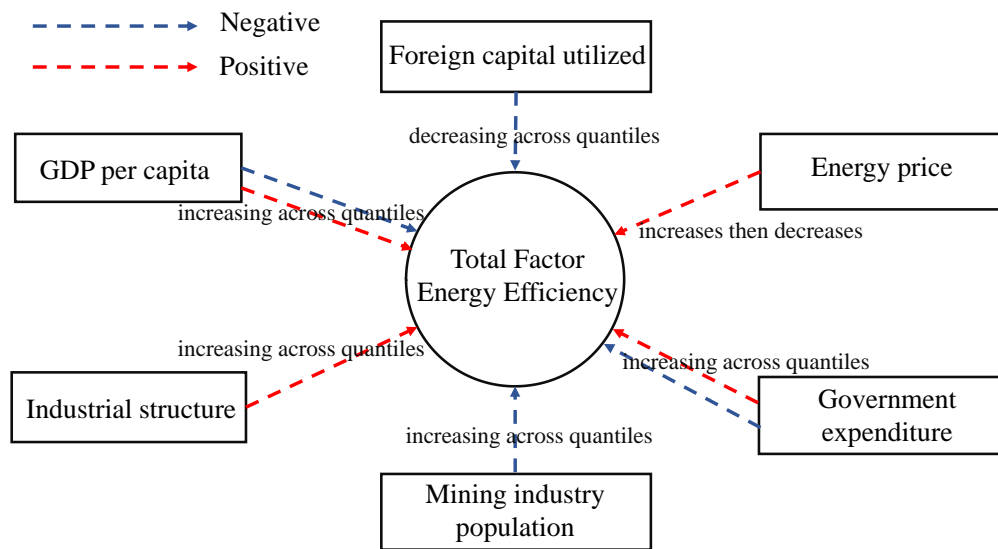 Negative
Positive
Foreign capital utilized
decreasing across quantiles
GDP per capita
increasing across quantiles
Energy price
increases then decreases
Total Factor
Energy Efficiency
Industrial structure
increasing across quantiles
Government
expenditure
increasing across quantiles
increasing across quantiles
Mining industry
population